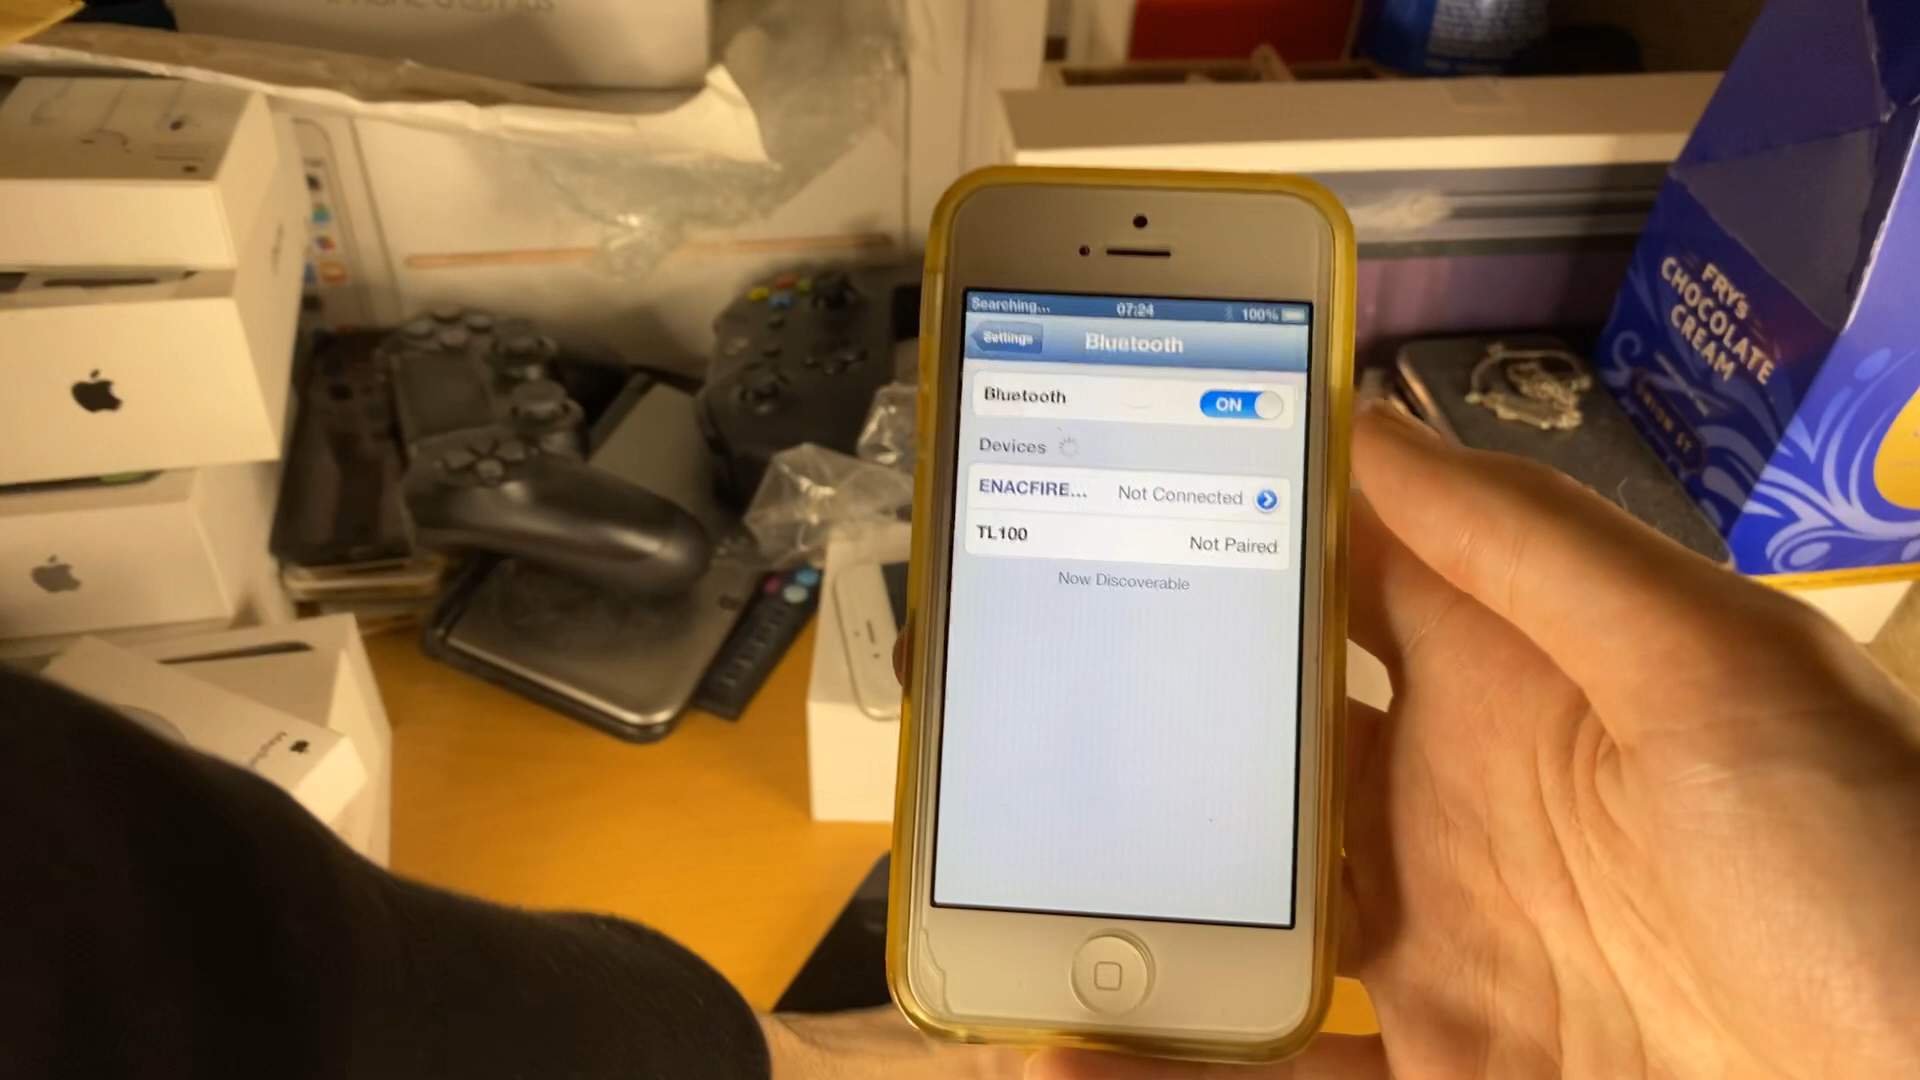 Searching... 07:24 100%
Settings Bluetooth
Bluetooth ON
Devices
ENACFIRE... Not Connected
TL100 Not Paired
Now Discoverable
FRY's
CHOCOLATE
CREAM